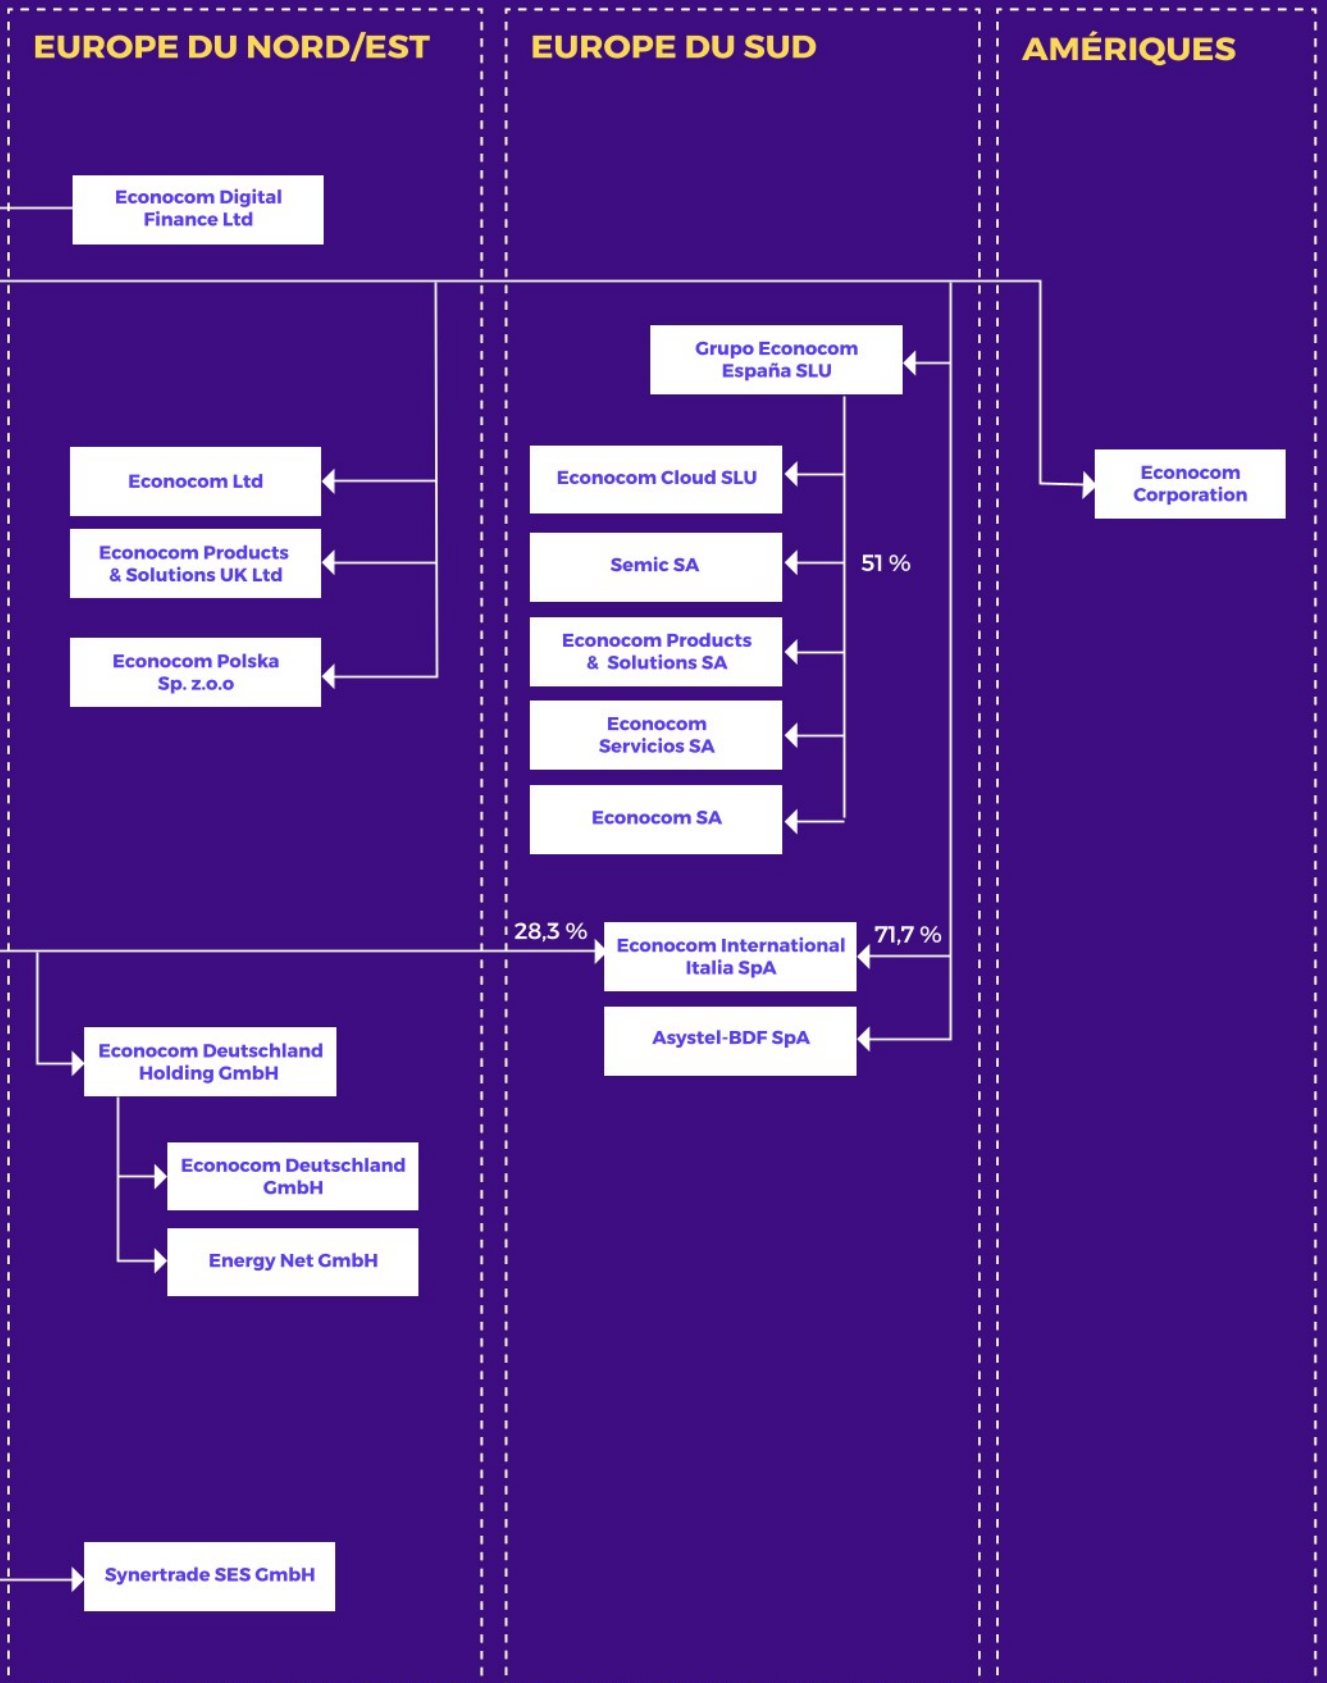 EUROPE DU NORD/EST
Econocom Digital
Finance Ltd
Econocom Ltd
Econocom Products
& Solutions UK Ltd
Econocom Polska
Sp. z.o.o
Econocom Deutschland
Holding GmbH
Econocom Deutschland
GmbH
Energy Net GmbH
Synertrade SES GmbH
EUROPE DU SUD
Grupo Econocom
España SLU
Econocom Cloud SLU
Semic SA
51 %
Econocom Products
& Solutions SA
Econocom
Servicios SA
Econocom SA
28,3 %
Econocom International
Italia SpA
71,7 %
Asystel-BDF SpA
AMÉRIQUES
Econocom
Corporation